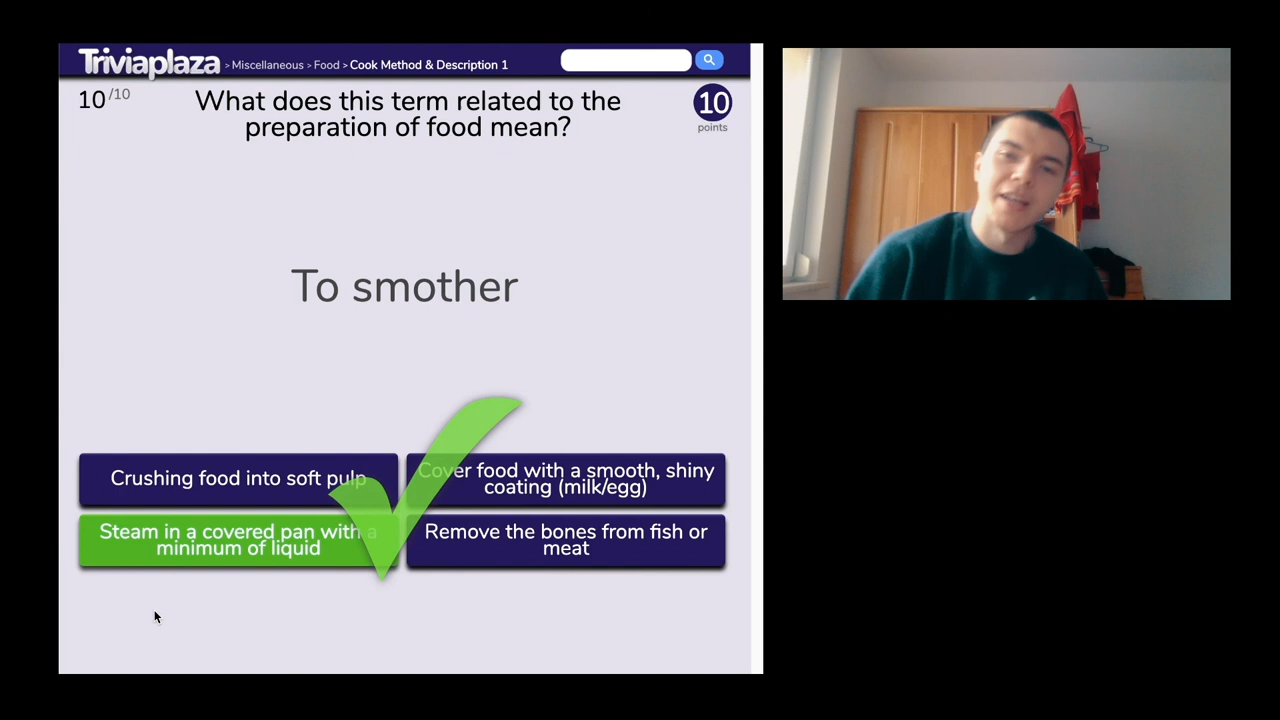 Triviaplaza > Miscellaneous > Food > Cook Method & Description 1
10/10
What does this term related to the
preparation of food mean?
10
points
To smother
Crushing food into soft pulp
Cover food with a smooth, shiny
coating (milk/egg)
Steam in a covered pan with a
minimum of liquid
Remove the bones from fish or
meat